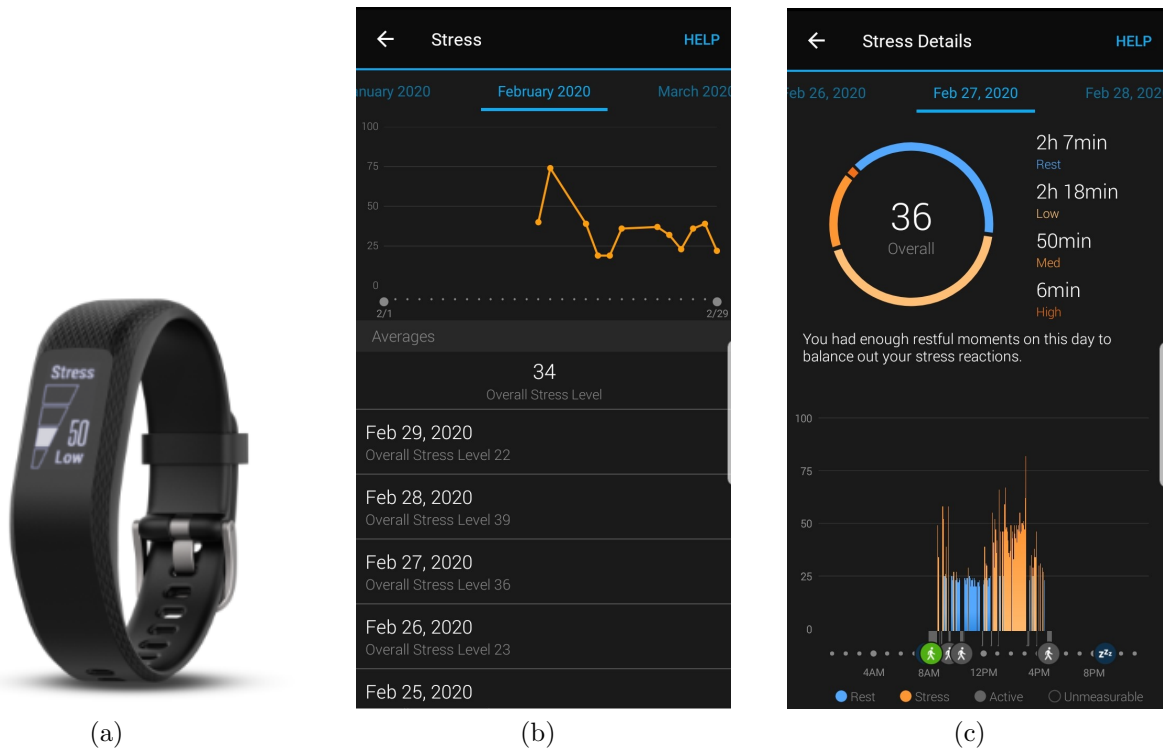 Stress
50
Low
(a)
Stress
HELP
nuary 2020
February 2020
March 2020
100
75
50
25
0
2/1
2/29
Averages
34
Overall Stress Level
Feb 29, 2020
Overall Stress Level 22
Feb 28, 2020
Overall Stress Level 39
Feb 27, 2020
Overall Stress Level 36
Feb 26, 2020
Overall Stress Level 23
Feb 25, 2020
(b)
Stress Details
HELP
eb 26, 2020
Feb 27, 2020
Feb 28, 202
36
Overall
2h 7min
Rest
2h 18min
Low
50min
Med
6min
High
You had enough restful moments on this day to
balance out your stress reactions.
100
75
50
25
0
zzz
4AM
8AM
12PM
4PM
8PM
Rest
Stress
Active
Unmeasurable
(c)